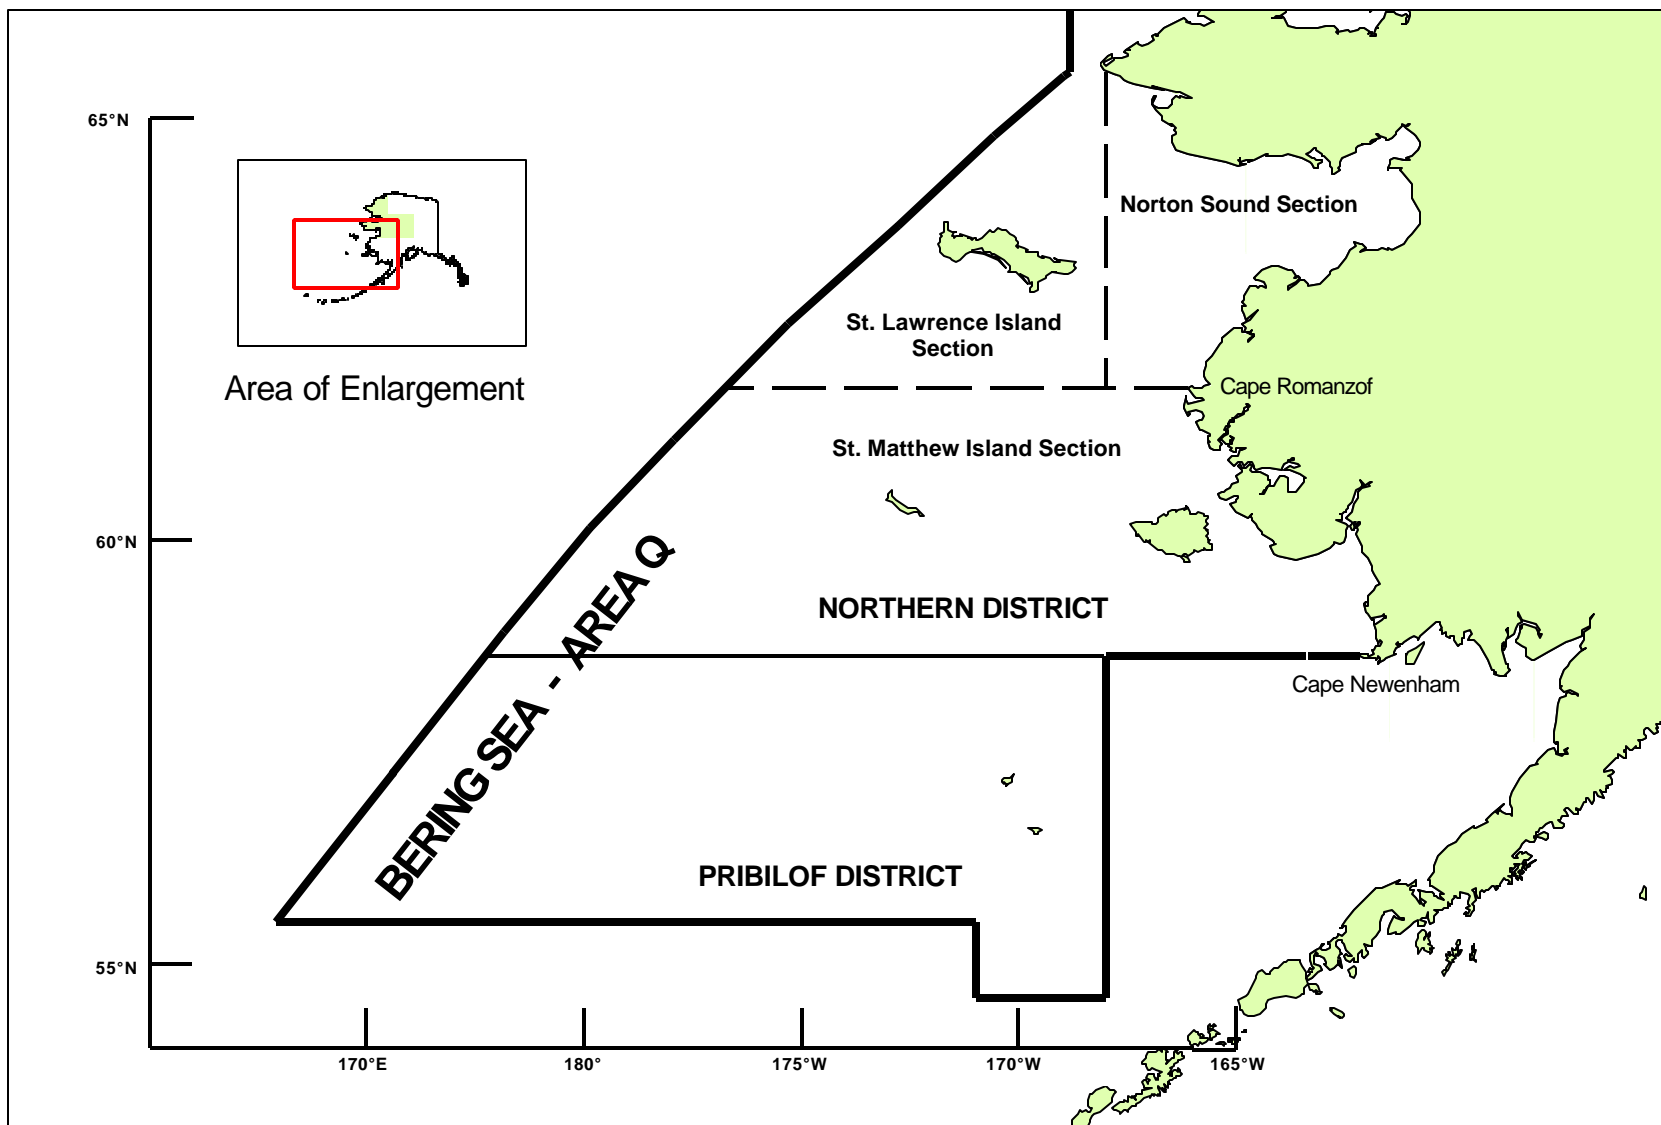 65°N
Norton Sound Section
St. Lawrence Island
Section
Area of Enlargement
Cape Romanzof
St. Matthew Island Section
60°N
BERING SEA - AREA Q
NORTHERN DISTRICT
Cape Newenham
PRIBILOF DISTRICT
55°N
170°E
180°
175°W
170°W
165°W